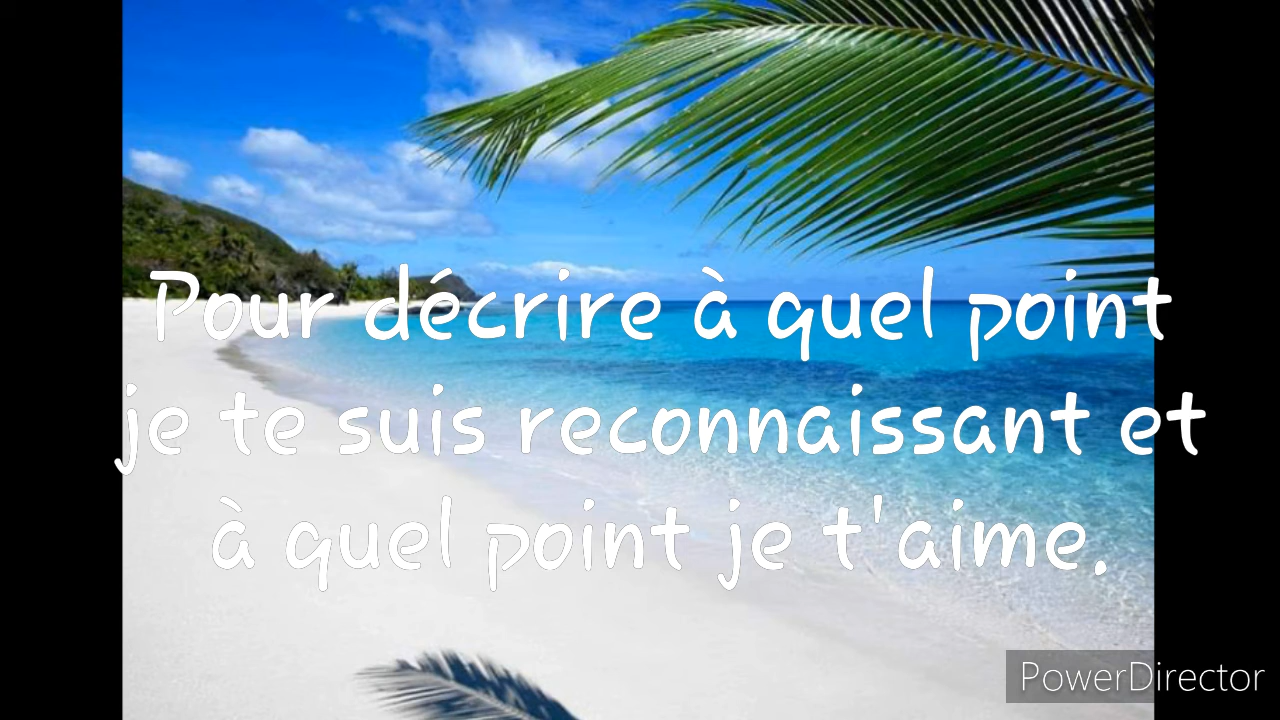 Pour décrire à quel point
je te suis reconnaissant et
à quel point je t'aime.
PowerDirector